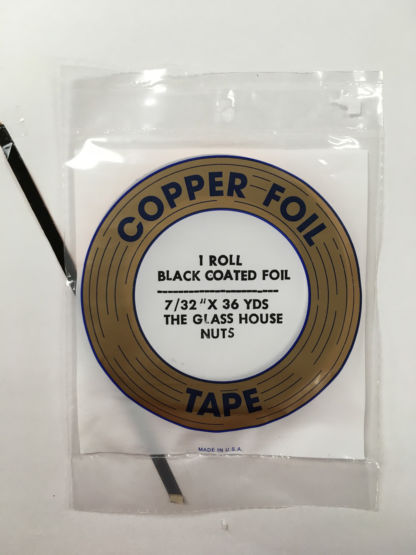 COPPER FOIL
1 ROLL
BLACK COATED FOIL
7/32 "X 36 YDS
THE GLASS HOUSE
NUTS
TAPE
MADE IN U.S.A.